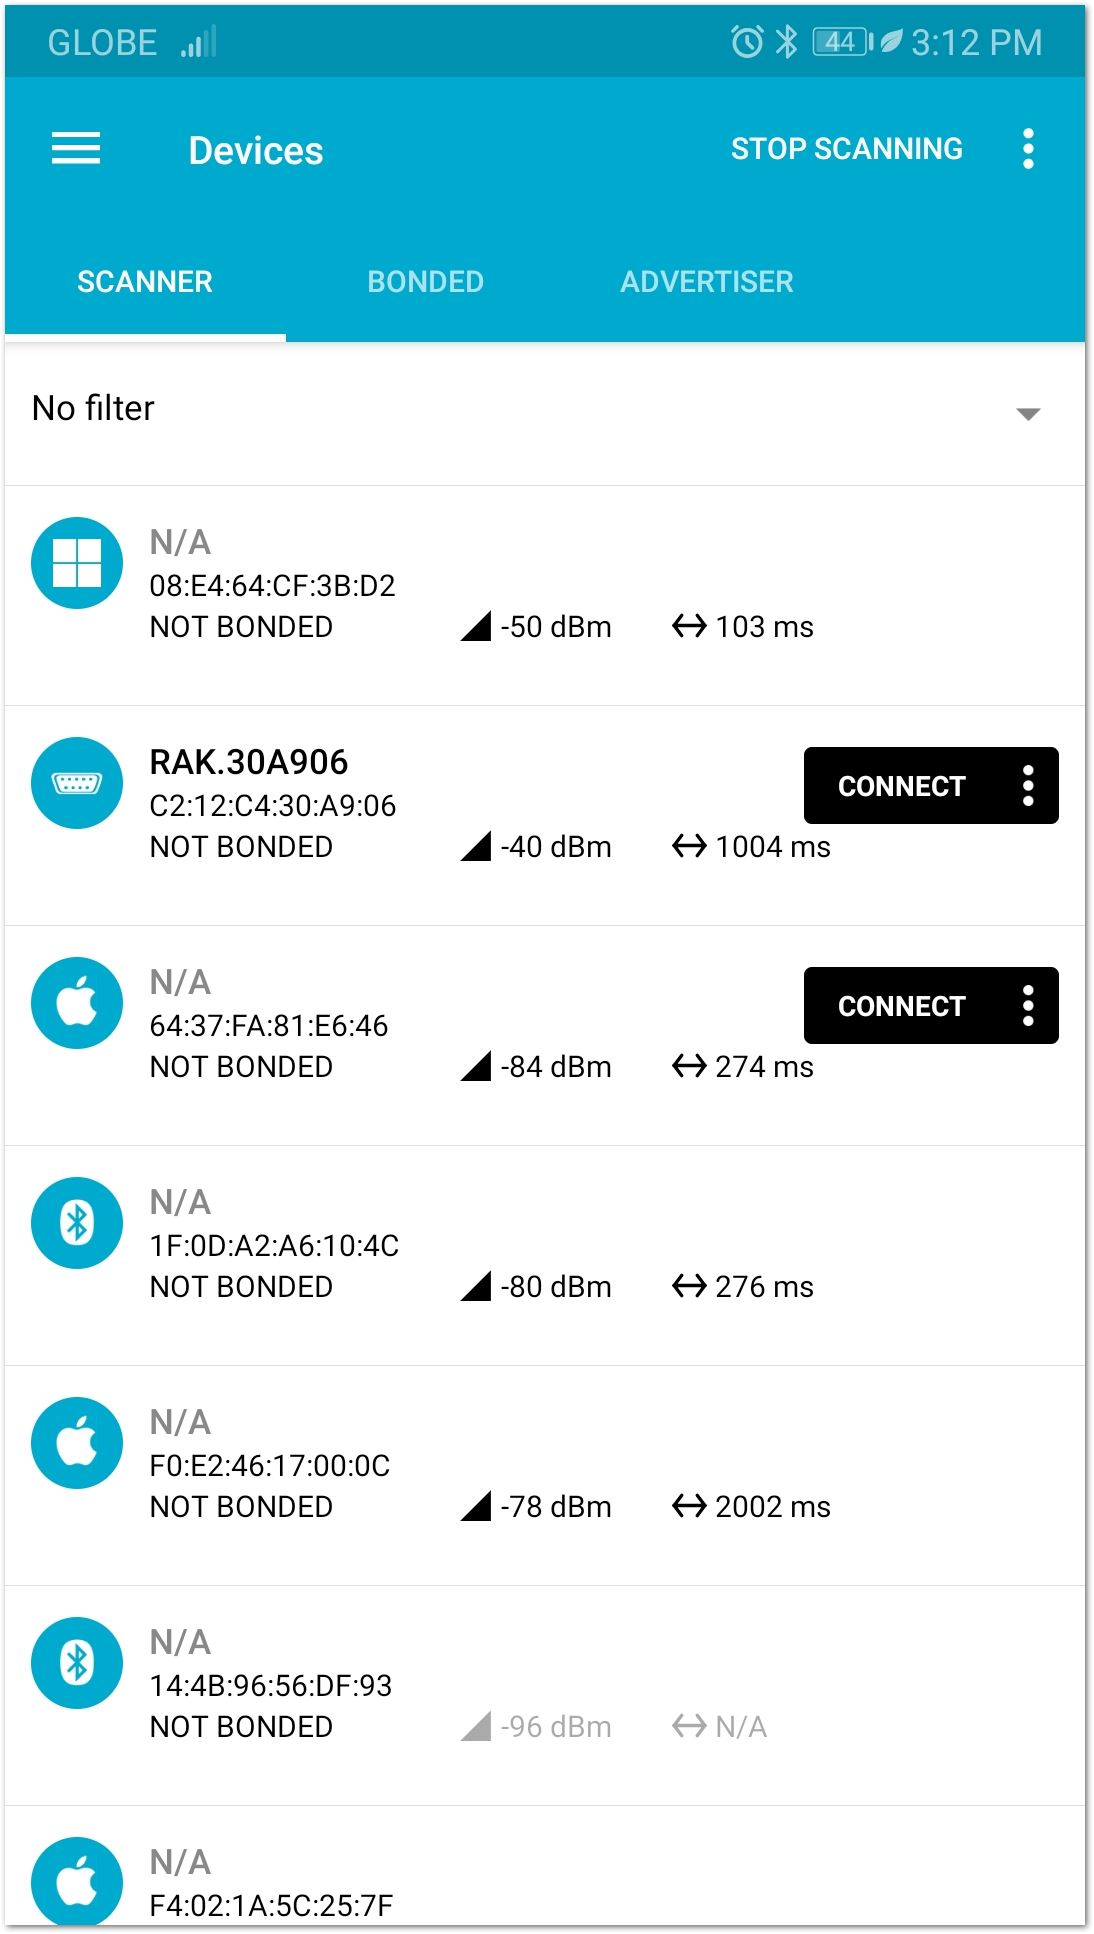 GLOBE 44 3:12 PM
Devices STOP SCANNING
SCANNER BONDED ADVERTISER
No filter
N/A
08:E4:64:CF:3B:D2
NOT BONDED -50 dBm 103 ms
RAK.30A906
CONNECT
C2:12:C4:30:A9:06
NOT BONDED -40 dBm 1004 ms
N/A
CONNECT
64:37:FA:81:E6:46
NOT BONDED -84 dBm 274 ms
N/A
1F:0D:A2:A6:10:4C
NOT BONDED -80 dBm 276 ms
N/A
F0:E2:46:17:00:0C
NOT BONDED -78 dBm 2002 ms
N/A
14:4B:96:56:DF:93
NOT BONDED -96 dBm N/A
N/A
F4:02:1A:5C:25:7F